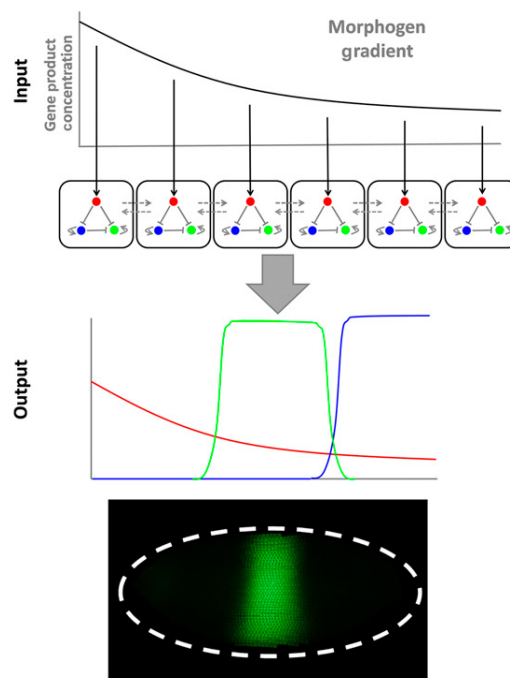 Morphogen
gradient
Input
Gene product
concentration
Output